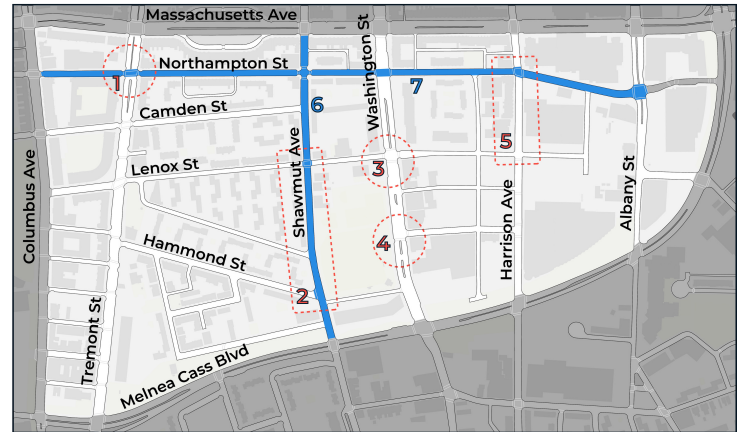 Massachusetts Ave
Northampton St
1
7
6
Camden St
Washington St
5
Lenox St
3
Shawmut Ave
Columbus Ave
Albany St
Harrison Ave
4
Hammond St
2
Tremont St
Melnea Cass Blvd